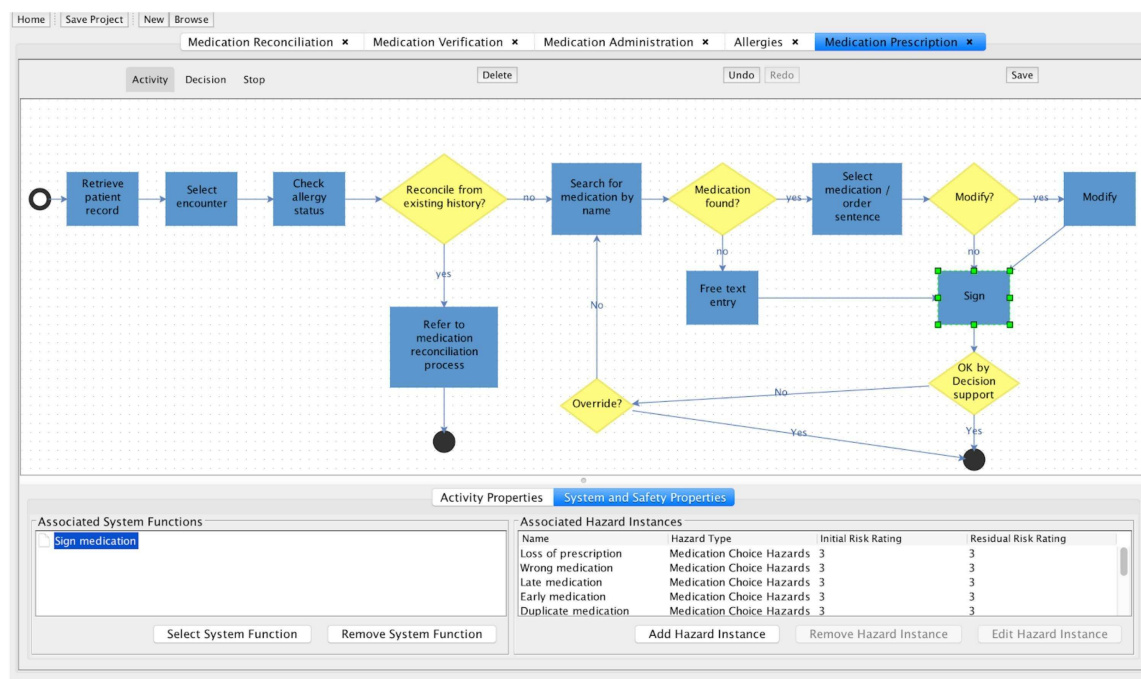 Home Save Project New Browse
Medication Reconciliation × Medication Verification × Medication Administration × Allergies × Medication Prescription ×
Activity Decision Stop Delete Undo Redo Save
Retrieve
patient
record
Select
encounter
Check
allergy
status
Reconcile from
existing history?
no
Search for
medication by
name
Medication
found?
yes
Select
medication /
order
sentence
Modify?
yes
Modify
yes
no
no
No
Free text
entry
Sign
Refer to
medication
reconciliation
process
OK by
Decision
support
No
Override?
Yes
Yes
Activity Properties System and Safety Properties
Associated System Functions
Sign medication
Select System Function Remove System Function
Associated Hazard Instances
Name Hazard Type Initial Risk Rating Residual Risk Rating
Loss of prescription Medication Choice Hazards 3 3
Wrong medication Medication Choice Hazards 3 3
Late medication Medication Choice Hazards 3 3
Early medication Medication Choice Hazards 3 3
Duplicate medication Medication Choice Hazards 3 3
Add Hazard Instance Remove Hazard Instance Edit Hazard Instance